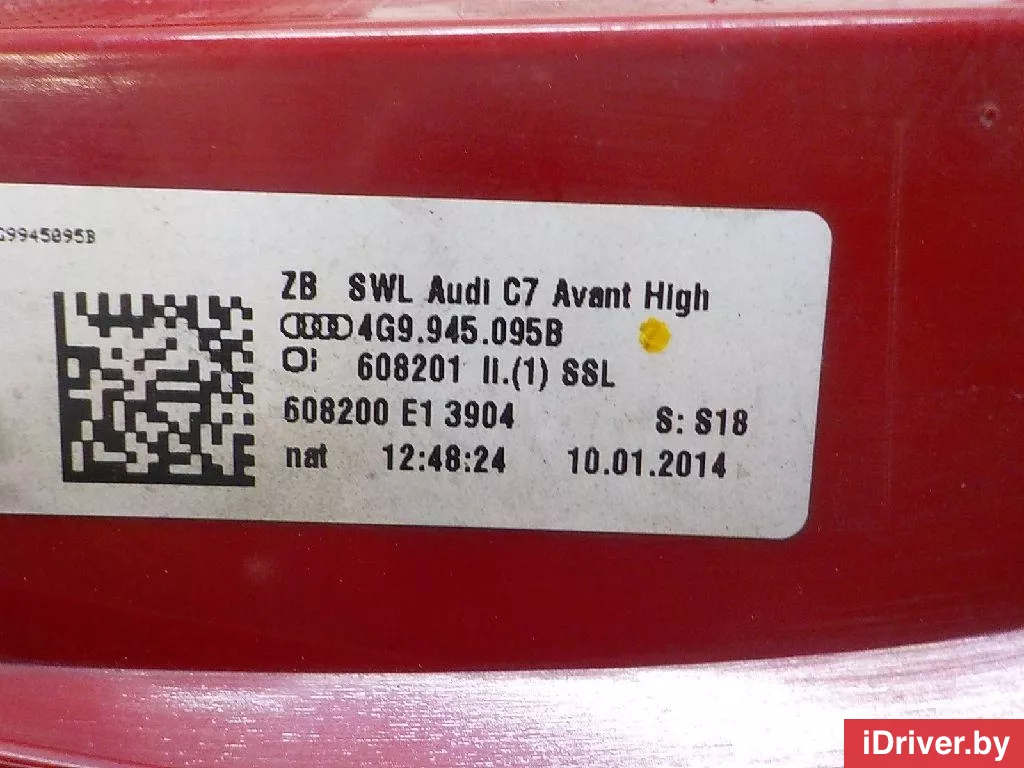 G9945095B
ZB SWL Audi C7 Avant High
4G9.945.095B
608201 li.(1) SSL
608200 E1 3904 S: S18
nat 12:48:24 10.01.2014
iDriver.by